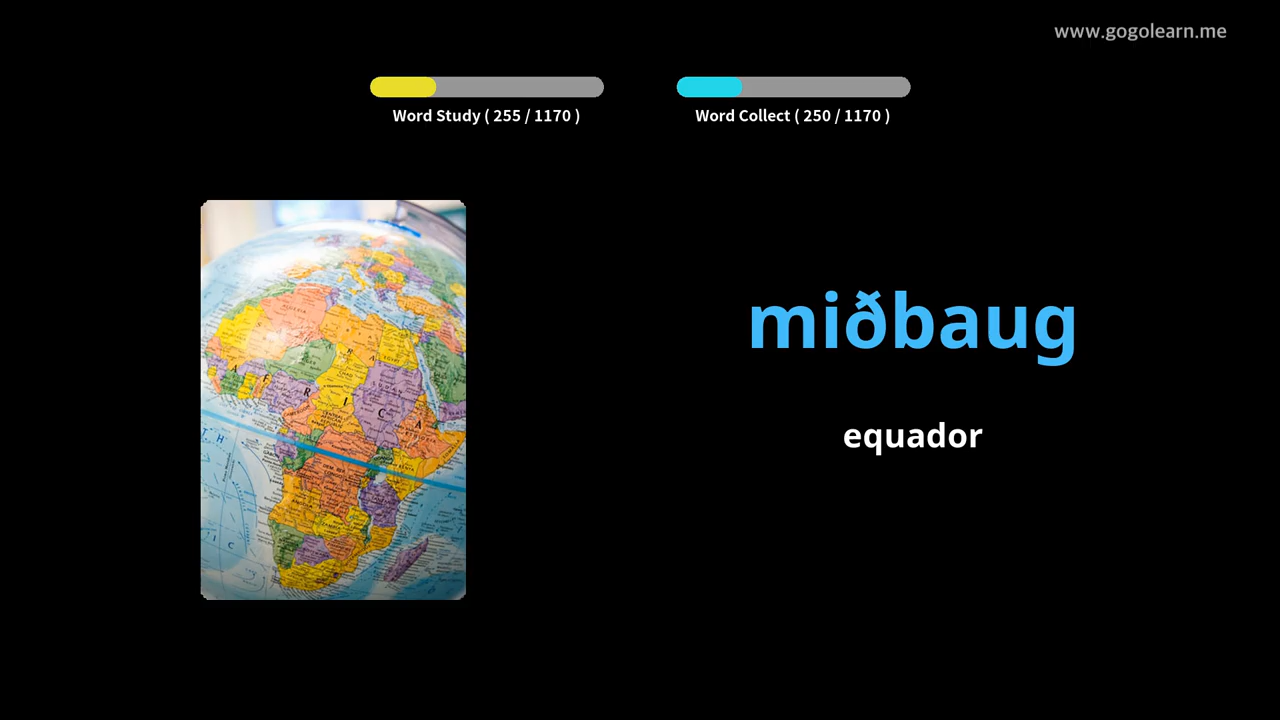 www.gogolearn.me
Word Study ( 255 / 1170 )
Word Collect ( 250 / 1170 )
miðbaug
equador
A F R I C A